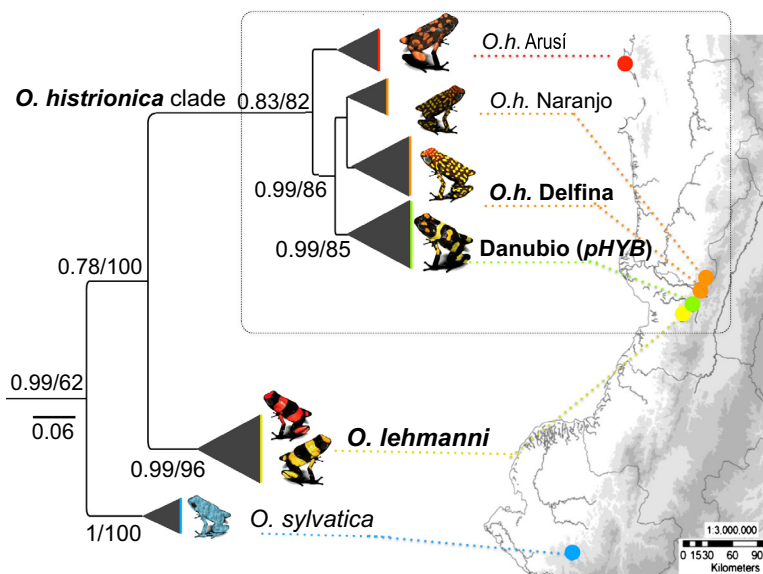 O.h. Arusí
O. histrionica clade
0.83/82
O.h. Naranjo
0.99/86
O.h. Delfina
0.99/85
Danubio (pHYB)
0.78/100
0.99/62
0.06
O. lehmanni
0.99/96
O. sylvatica
1/100
1:3.000,000
0 1530 60 90
Kilometers